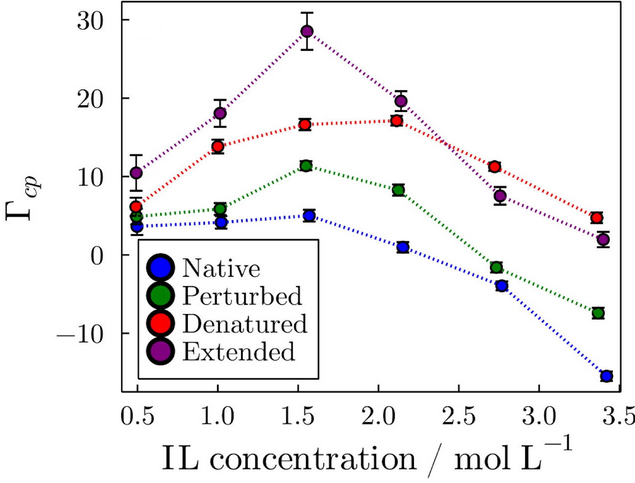 30
20
10
0
−10
Γcp
Native
Perturbed
Denatured
Extended
0.5 1.0 1.5 2.0 2.5 3.0 3.5
IL concentration / mol L−1